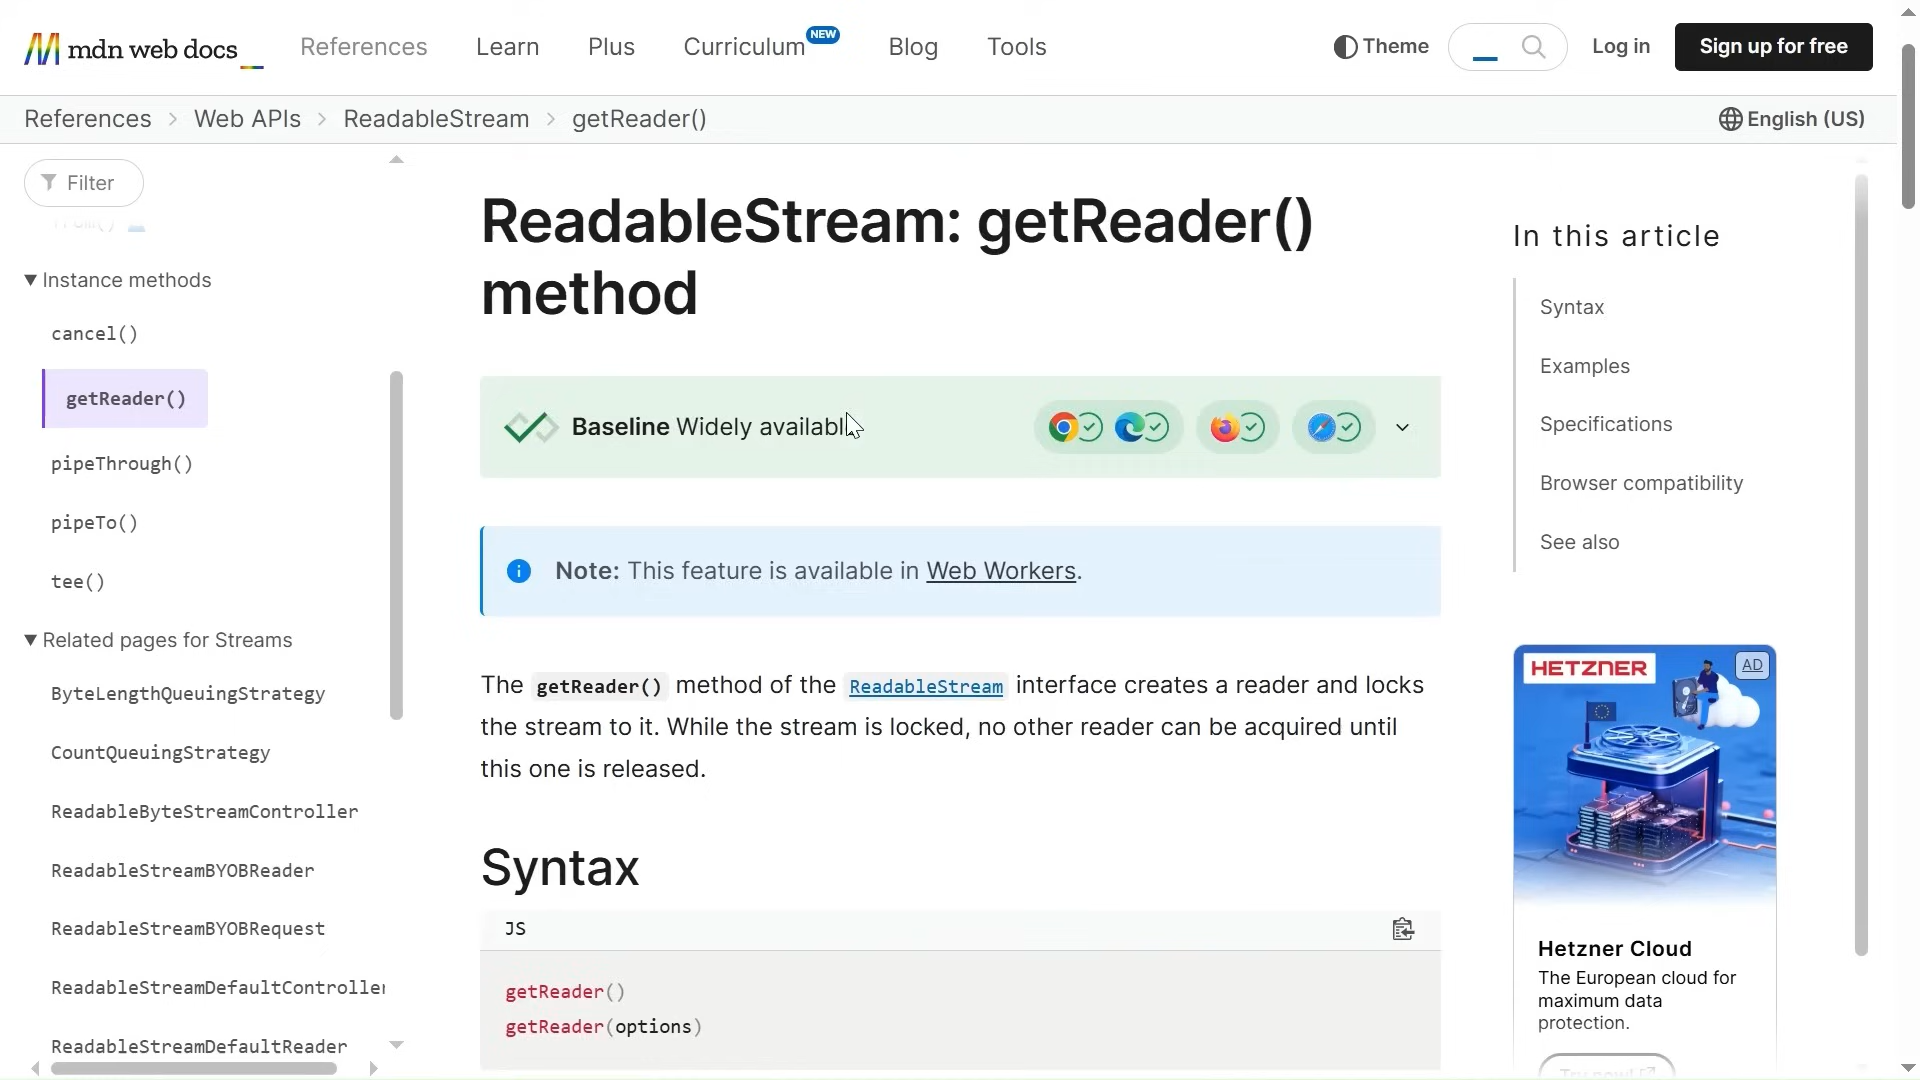 mdn web docs
References
Learn
Plus
Curriculum NEW
Blog
Tools
Theme
Log in
Sign up for free
References
Web APIs
ReadableStream
getReader()
English (US)
Filter
Instance methods
cancel()
getReader()
pipeThrough()
pipeTo()
tee()
Related pages for Streams
ByteLengthQueuingStrategy
CountQueuingStrategy
ReadableByteStreamController
ReadableStreamBYOBReader
ReadableStreamBYOBRequest
ReadableStreamDefaultController
ReadableStreamDefaultReader
ReadableStream: getReader()
method
Baseline Widely available
Note: This feature is available in Web Workers.
The getReader() method of the ReadableStream interface creates a reader and locks
the stream to it. While the stream is locked, no other reader can be acquired until
this one is released.
Syntax
JS
getReader()
getReader(options)
In this article
Syntax
Examples
Specifications
Browser compatibility
See also
HETZNER
AD
Hetzner Cloud
The European cloud for
maximum data
protection.